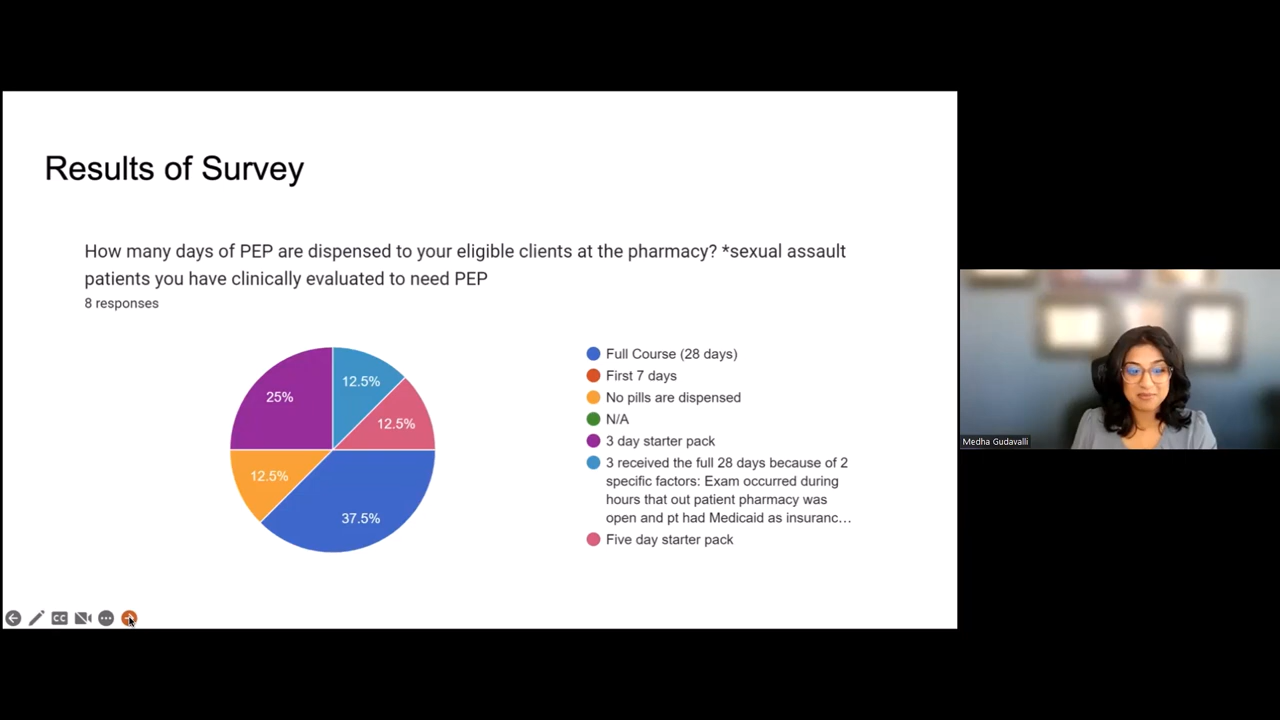 Results of Survey
How many days of PEP are dispensed to your eligible clients at the pharmacy? *sexual assault
patients you have clinically evaluated to need PEP
8 responses
12.5%
25%
12.5%
12.5%
37.5%
Full Course (28 days)
First 7 days
No pills are dispensed
N/A
3 day starter pack
3 received the full 28 days because of 2
specific factors: Exam occurred during
hours that out patient pharmacy was
open and pt had Medicaid as insuranc…
Five day starter pack
CC
Medha Gudavalli